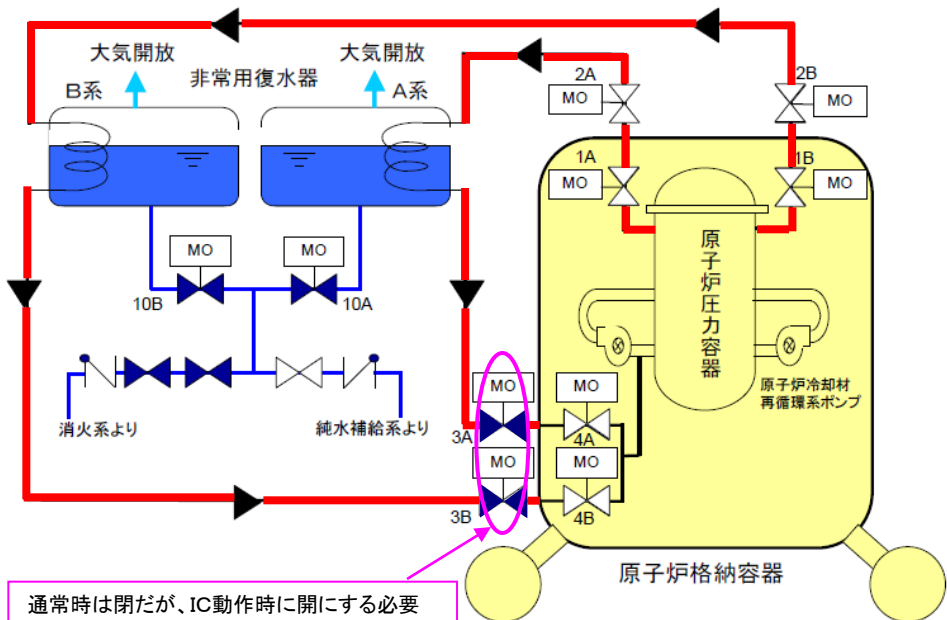 大気開放
大気開放
非常用復水器
B系
A系
2A
MO
2B
MO
1A
MO
1B
MO
MO
MO
10B
10A
原子炉圧力容器
原子炉冷却材
再循環系ポンプ
消火系より
純水補給系より
MO
3A
MO
4A
MO
3B
MO
4B
原子炉格納容器
通常時は閉だが、IC動作時に開にする必要